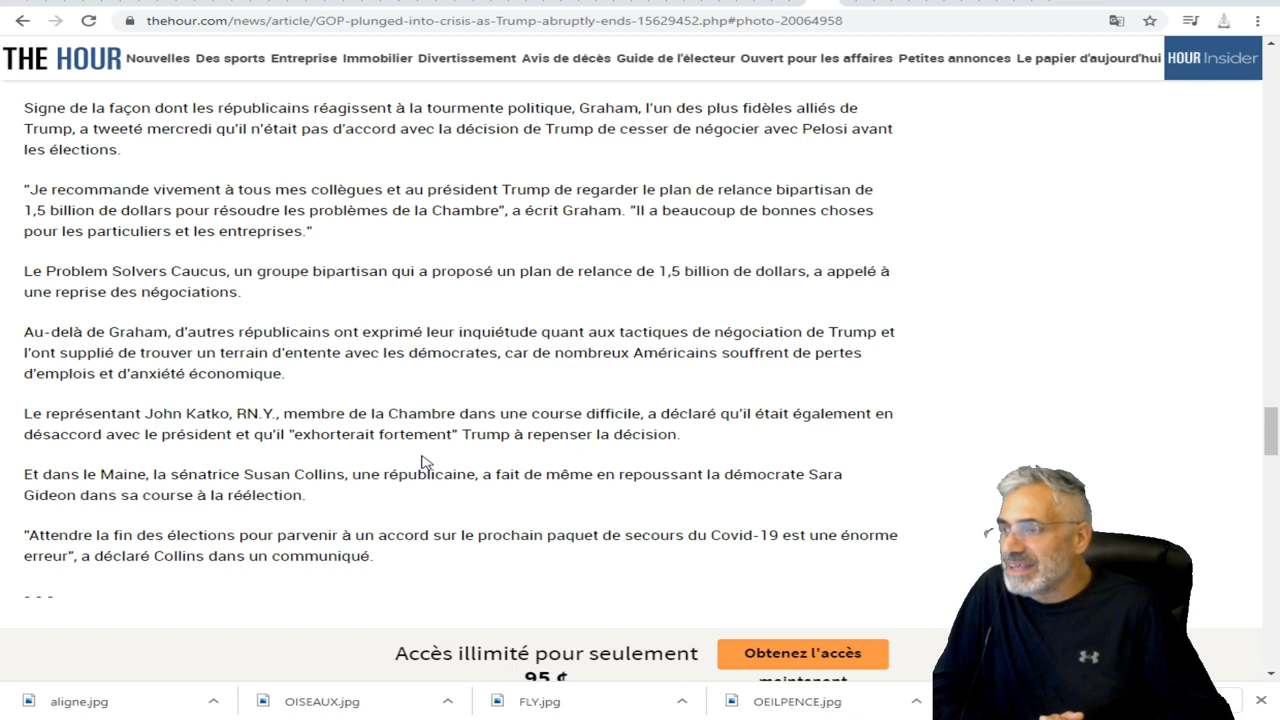 thehour.com/news/article/GOP-plunged-into-crisis-as-Trump-abruptly-ends-15629452.php#photo-20064958
THE HOUR Nouvelles Des sports Entreprise Immobilier Divertissement Avis de décès Guide de l'électeur Ouvert pour les affaires Petites annonces Le papier d'aujourd'hui HOUR Insider
Signe de la façon dont les républicains réagissent à la tourmente politique, Graham, l'un des plus fidèles alliés de
Trump, a tweeté mercredi qu'il n'était pas d'accord avec la décision de Trump de cesser de négocier avec Pelosi avant
les élections.
"Je recommande vivement à tous mes collègues et au président Trump de regarder le plan de relance bipartisan de
1,5 billion de dollars pour résoudre les problèmes de la Chambre", a écrit Graham. "Il a beaucoup de bonnes choses
pour les particuliers et les entreprises."
Le Problem Solvers Caucus, un groupe bipartisan qui a proposé un plan de relance de 1,5 billion de dollars, a appelé à
une reprise des négociations.
Au-delà de Graham, d'autres républicains ont exprimé leur inquiétude quant aux tactiques de négociation de Trump et
l'ont supplié de trouver un terrain d'entente avec les démocrates, car de nombreux Américains souffrent de pertes
d'emplois et d'anxiété économique.
Le représentant John Katko, RN.Y., membre de la Chambre dans une course difficile, a déclaré qu'il était également en
désaccord avec le président et qu'il "exhorterait fortement" Trump à repenser la décision.
Et dans le Maine, la sénatrice Susan Collins, une républicaine, a fait de même en repoussant la démocrate Sara
Gideon dans sa course à la réélection.
"Attendre la fin des élections pour parvenir à un accord sur le prochain paquet de secours du Covid-19 est une énorme
erreur", a déclaré Collins dans un communiqué.
- - -
Accès illimité pour seulement
95 ¢
Obtenez l'accès
maintenant
aligne.jpg OISEAUX.jpg FLY.jpg OEILPENCE.jpg